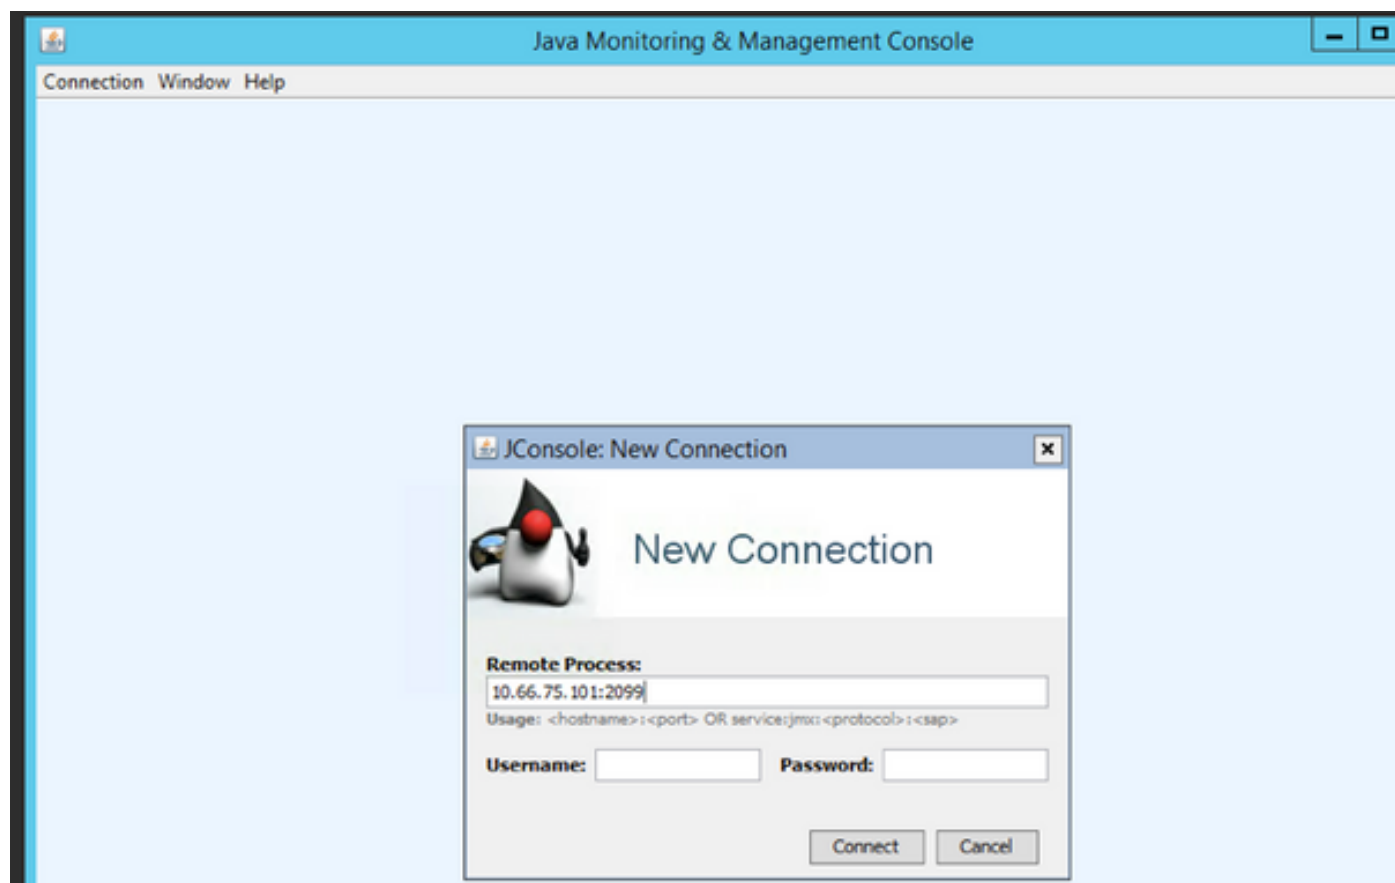 Java Monitoring & Management Console
Connection Window Help
JConsole: New Connection
New Connection
Remote Process:
10.66.75.101:2099
Usage: <hostname>:<port> OR service:jmx:<protocol>:<sap>
Username: Password:
Connect Cancel